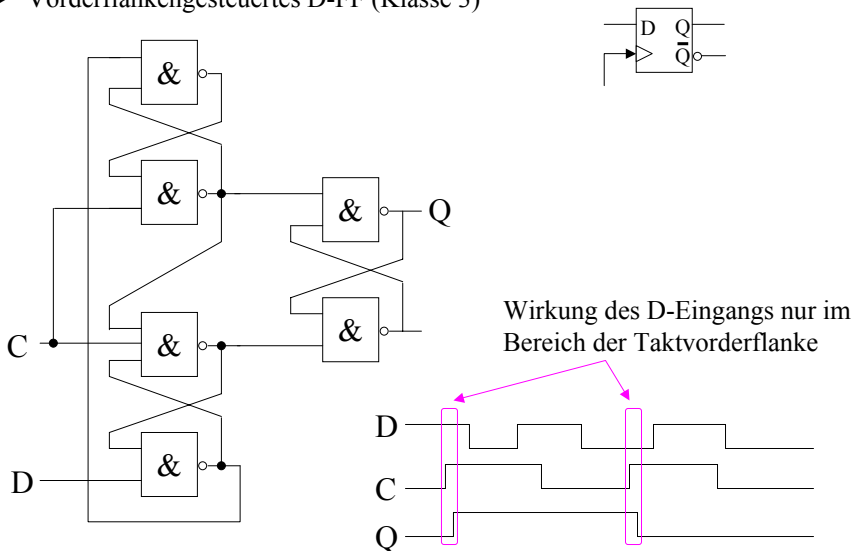 Vorderflankengesteuertes D-FF (Klasse 3)
D Q
Q
&
&
& Q
&
C &
&
D
Wirkung des D-Eingangs nur im
Bereich der Taktvorderflanke
D
C
Q